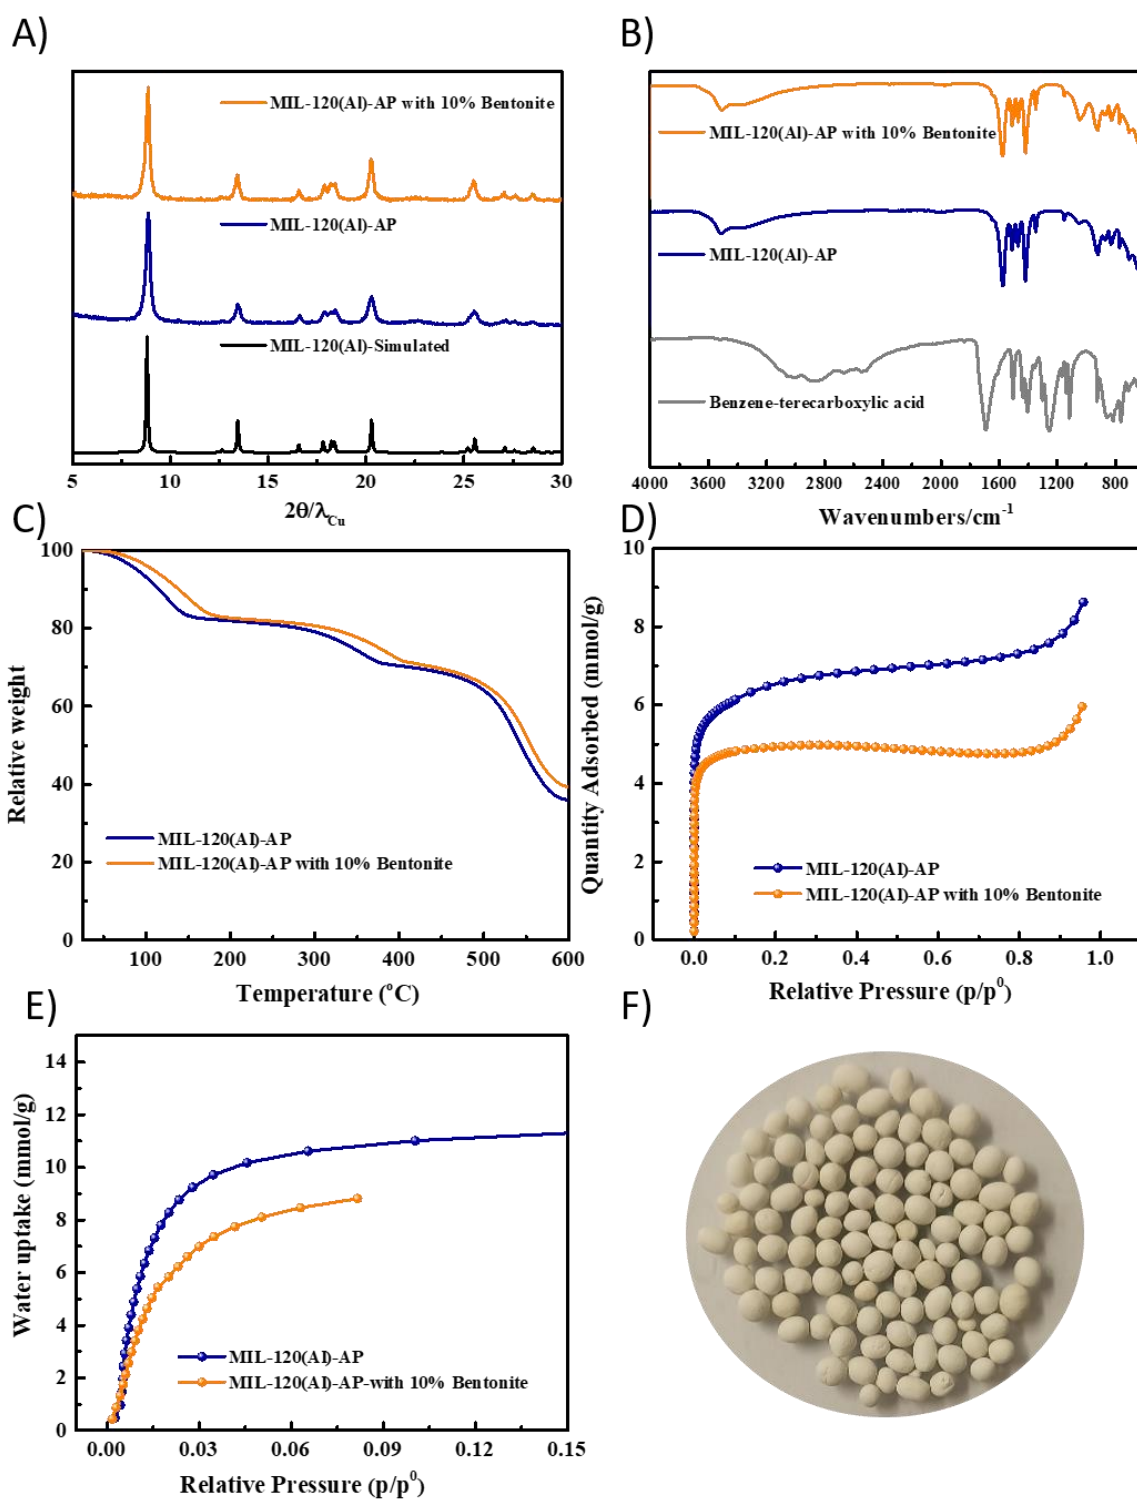 A)
MIL-120(Al)-AP with 10% Bentonite
MIL-120(Al)-AP
MIL-120(Al)-Simulated
5 10 15 20 25 30
2θ/λCu
B)
MIL-120(Al)-AP with 10% Bentonite
MIL-120(Al)-AP
Benzene-terecarboxylic acid
4000 3600 3200 2800 2400 2000 1600 1200 800
Wavenumbers/cm-1
C)
Relative weight
100
80
60
40
20
0
MIL-120(Al)-AP
MIL-120(Al)-AP with 10% Bentonite
100 200 300 400 500 600
Temperature (oC)
D)
Quantity Adsorbed (mmol/g)
10
8
6
4
2
0
MIL-120(Al)-AP
MIL-120(Al)-AP with 10% Bentonite
0.0 0.2 0.4 0.6 0.8 1.0
Relative Pressure (p/p0)
E)
Water uptake (mmol/g)
14
12
10
8
6
4
2
0
MIL-120(Al)-AP
MIL-120(Al)-AP-with 10% Bentonite
0.00 0.03 0.06 0.09 0.12 0.15
Relative Pressure (p/p0)
F)